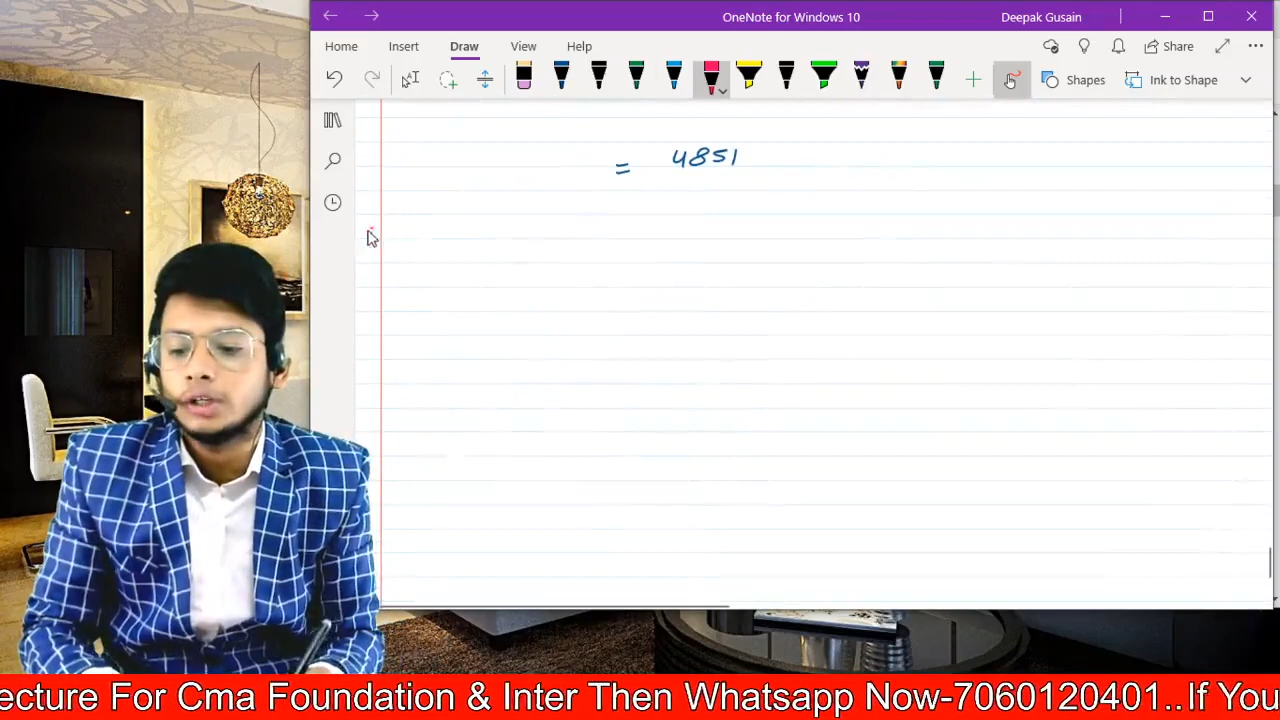 OneNote for Windows 10
Deepak Gusain
Home Insert Draw View Help
Share
Shapes
Ink to Shape
= 4851
ecture For Cma Foundation & Inter Then Whatsapp Now-7060120401..If You